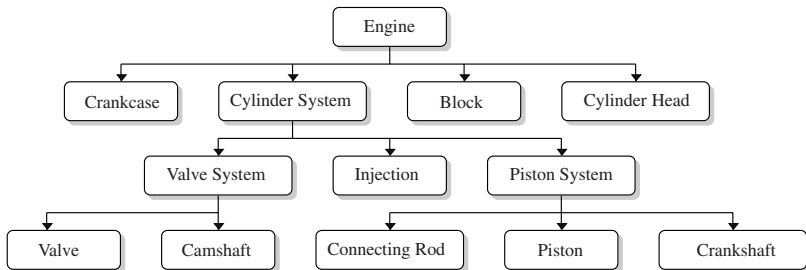 Engine
Crankcase
Cylinder System
Block
Cylinder Head
Valve System
Injection
Piston System
Valve
Camshaft
Connecting Rod
Piston
Crankshaft